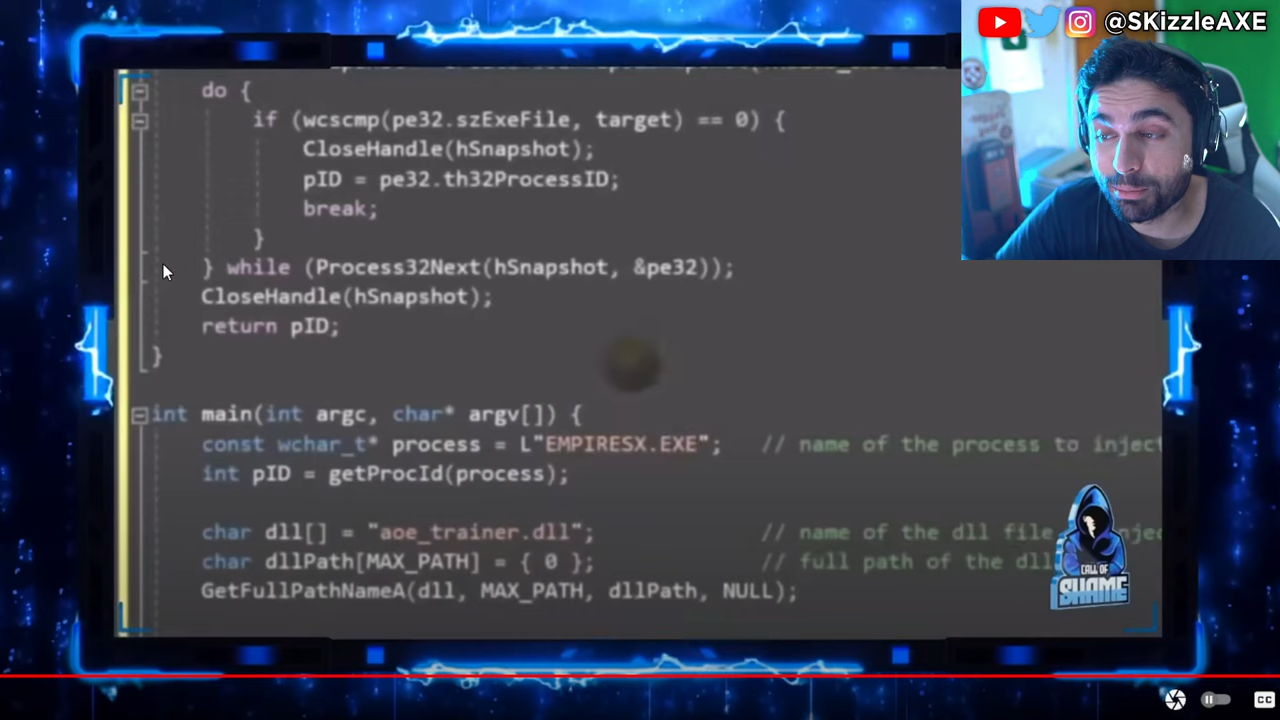 @SKizzleAXE
do {
if (wcscmp(pe32.szExeFile, target) == 0) {
CloseHandle(hSnapshot);
pID = pe32.th32ProcessID;
break;
}
} while (Process32Next(hSnapshot, &pe32));
CloseHandle(hSnapshot);
return pID;
}
int main(int argc, char* argv[]) {
const wchar_t* process = L"EMPIRESX.EXE"; // name of the process to inject
int pID = getProcId(process);
char dll[] = "aoe_trainer.dll"; // name of the dll file
char dllPath[MAX_PATH] = { 0 }; // full path of the dll
GetFullPathNameA(dll, MAX_PATH, dllPath, NULL);
CALL OF
SHAME
CC